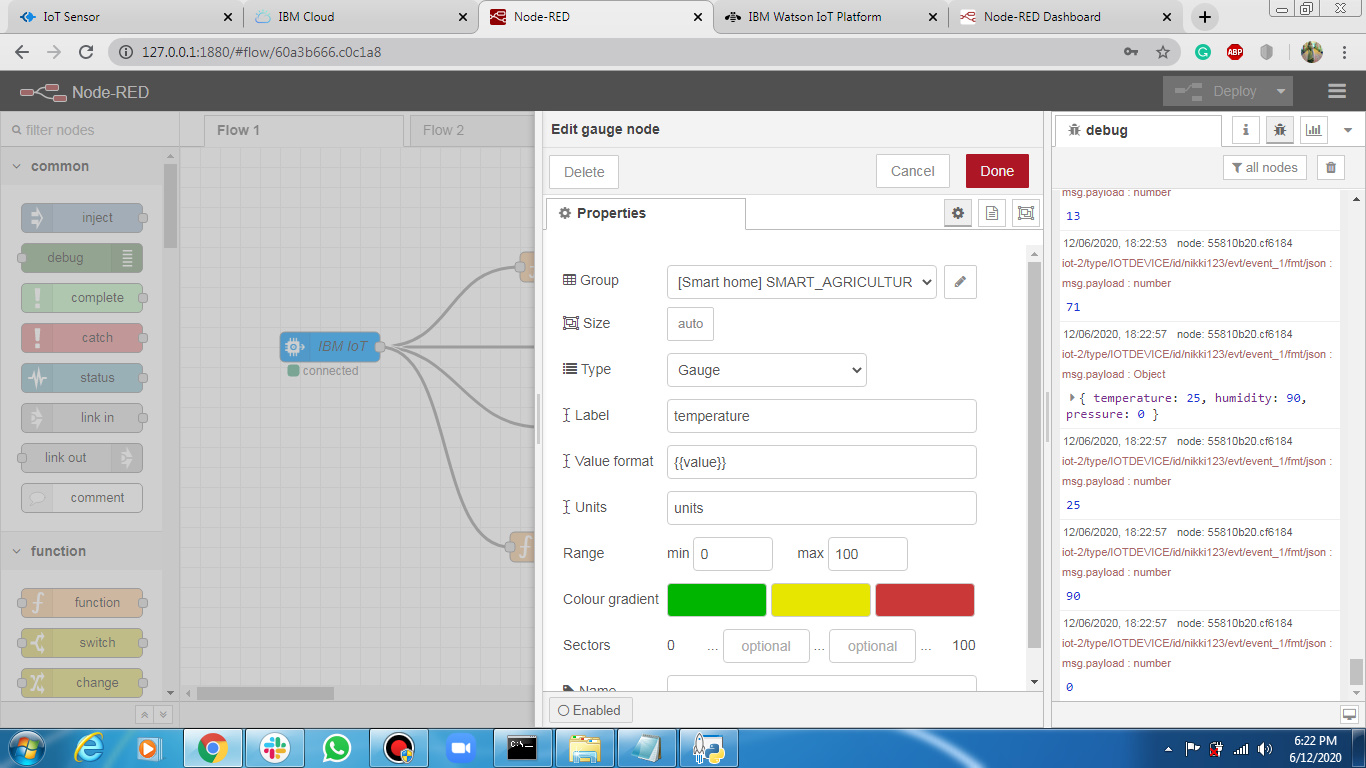 IoT Sensor
IBM Cloud
Node-RED
IBM Watson IoT Platform
Node-RED Dashboard
127.0.0.1:1880/#flow/60a3b666.c0c1a8
ABP
Node-RED
Deploy
filter nodes
Flow 1
Flow 2
common
inject
debug
complete
catch
status
link in
link out
comment
function
function
switch
change
IBM IoT
connected
Edit gauge node
Delete
Cancel
Done
Properties
Group
[Smart home] SMART_AGRICULTUR
Size
auto
Type
Gauge
Label
temperature
Value format
{{value}}
Units
units
Range
min 0
max 100
Colour gradient
Sectors
0 ... optional ... optional ... 100
Name
Enabled
debug
all nodes
msg.payload : number
13
12/06/2020, 18:22:53 node: 55810b20.cf6184
iot-2/type/IOTDEVICE/id/nikki123/evt/event_1/fmt/json :
msg.payload : number
71
12/06/2020, 18:22:57 node: 55810b20.cf6184
iot-2/type/IOTDEVICE/id/nikki123/evt/event_1/fmt/json :
msg.payload : Object
{ temperature: 25, humidity: 90,
pressure: 0 }
12/06/2020, 18:22:57 node: 55810b20.cf6184
iot-2/type/IOTDEVICE/id/nikki123/evt/event_1/fmt/json :
msg.payload : number
25
12/06/2020, 18:22:57 node: 55810b20.cf6184
iot-2/type/IOTDEVICE/id/nikki123/evt/event_1/fmt/json :
msg.payload : number
90
12/06/2020, 18:22:57 node: 55810b20.cf6184
iot-2/type/IOTDEVICE/id/nikki123/evt/event_1/fmt/json :
msg.payload : number
0
6:22 PM
6/12/2020